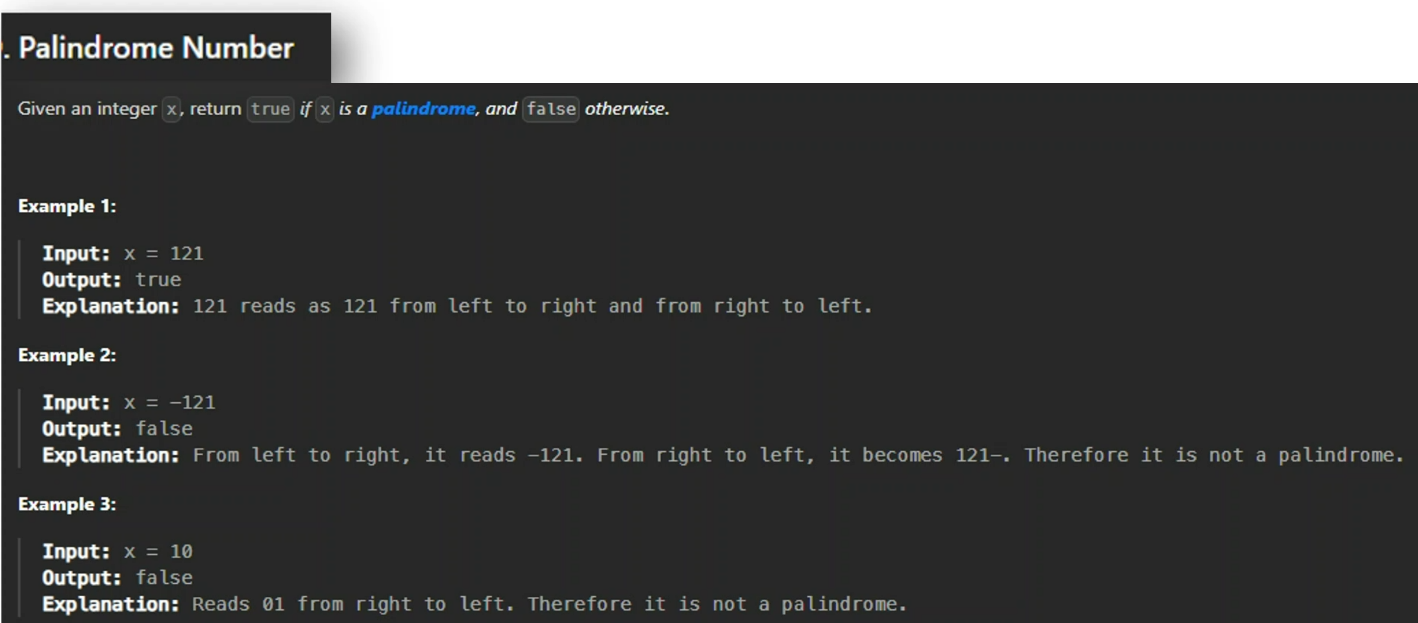 . Palindrome Number
Given an integer x, return true if x is a palindrome, and false otherwise.
Example 1:
Input: x = 121
Output: true
Explanation: 121 reads as 121 from left to right and from right to left.
Example 2:
Input: x = -121
Output: false
Explanation: From left to right, it reads -121. From right to left, it becomes 121-. Therefore it is not a palindrome.
Example 3:
Input: x = 10
Output: false
Explanation: Reads 01 from right to left. Therefore it is not a palindrome.